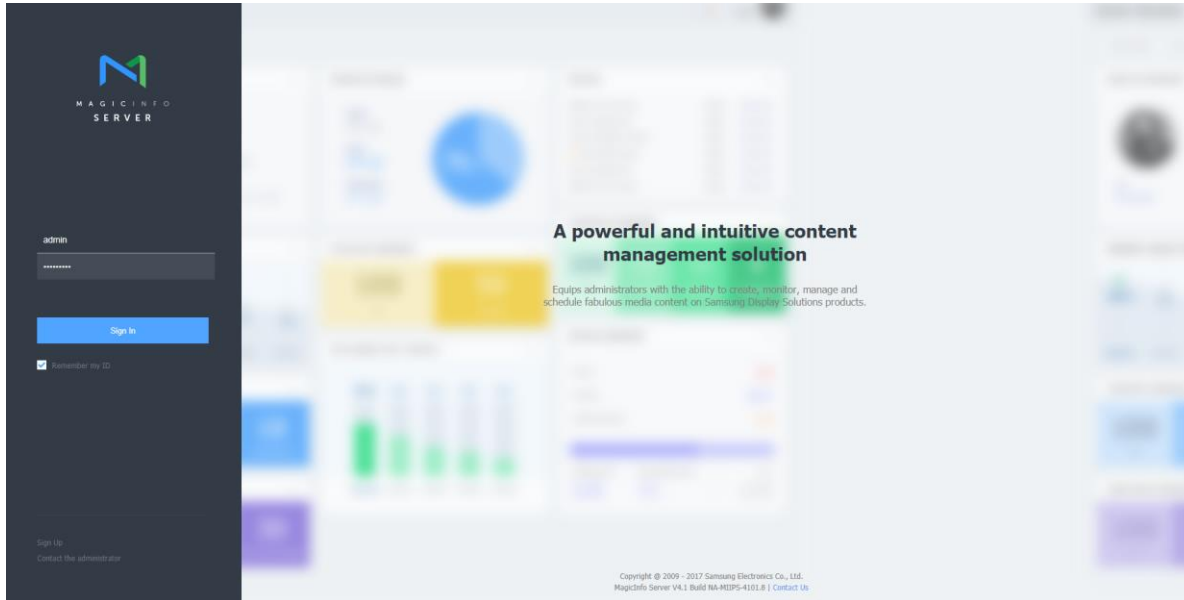 MAGICINFO
SERVER
admin
•••••••••
Sign In
Remember my ID
Sign Up
Contact the administrator
A powerful and intuitive content
management solution
Equips administrators with the ability to create, monitor, manage and
schedule fabulous media content on Samsung Display Solutions products.
Copyright @ 2009 - 2017 Samsung Electronics Co., Ltd.
MagicInfo Server V4.1 Build NA-MIIPS-4101.8 | Contact Us